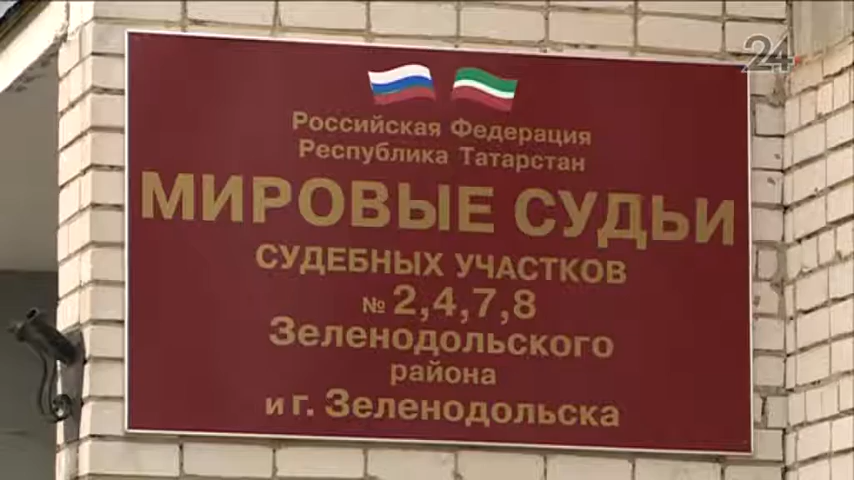 24
Российская Федерация
Республика Татарстан
МИРОВЫЕ СУДЬИ
СУДЕБНЫХ УЧАСТКОВ
№ 2,4,7,8
Зеленодольского
района
и г. Зеленодольска